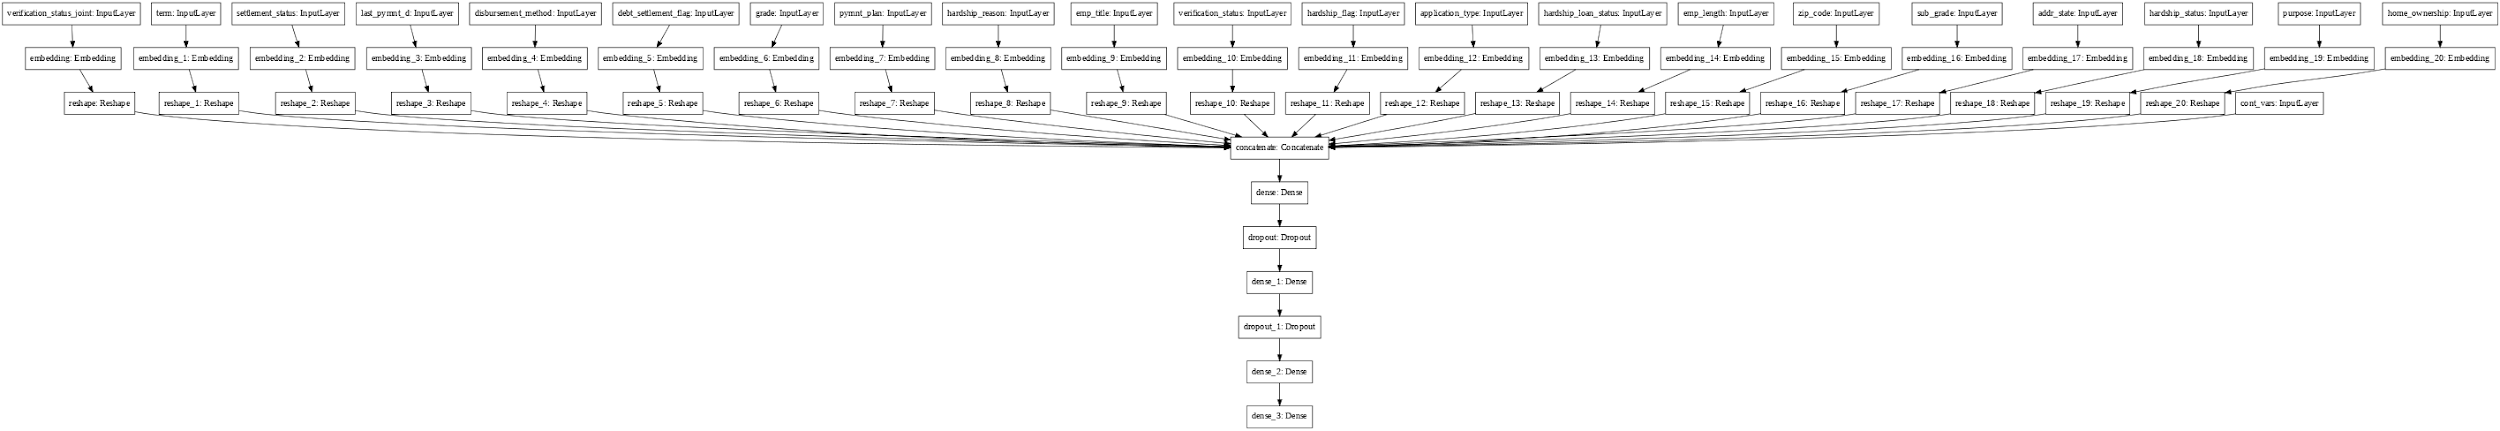 verification_status_joint: InputLayer
term: InputLayer
settlement_status: InputLayer
last_pymnt_d: InputLayer
disbursement_method: InputLayer
debt_settlement_flag: InputLayer
grade: InputLayer
pymnt_plan: InputLayer
hardship_reason: InputLayer
emp_title: InputLayer
verification_status: InputLayer
hardship_flag: InputLayer
application_type: InputLayer
hardship_loan_status: InputLayer
emp_length: InputLayer
zip_code: InputLayer
sub_grade: InputLayer
addr_state: InputLayer
hardship_status: InputLayer
purpose: InputLayer
home_ownership: InputLayer
embedding: Embedding
embedding_1: Embedding
embedding_2: Embedding
embedding_3: Embedding
embedding_4: Embedding
embedding_5: Embedding
embedding_6: Embedding
embedding_7: Embedding
embedding_8: Embedding
embedding_9: Embedding
embedding_10: Embedding
embedding_11: Embedding
embedding_12: Embedding
embedding_13: Embedding
embedding_14: Embedding
embedding_15: Embedding
embedding_16: Embedding
embedding_17: Embedding
embedding_18: Embedding
embedding_19: Embedding
embedding_20: Embedding
reshape: Reshape
reshape_1: Reshape
reshape_2: Reshape
reshape_3: Reshape
reshape_4: Reshape
reshape_5: Reshape
reshape_6: Reshape
reshape_7: Reshape
reshape_8: Reshape
reshape_9: Reshape
reshape_10: Reshape
reshape_11: Reshape
reshape_12: Reshape
reshape_13: Reshape
reshape_14: Reshape
reshape_15: Reshape
reshape_16: Reshape
reshape_17: Reshape
reshape_18: Reshape
reshape_19: Reshape
reshape_20: Reshape
cont_vars: InputLayer
concatenate: Concatenate
dense: Dense
dropout: Dropout
dense_1: Dense
dropout_1: Dropout
dense_2: Dense
dense_3: Dense